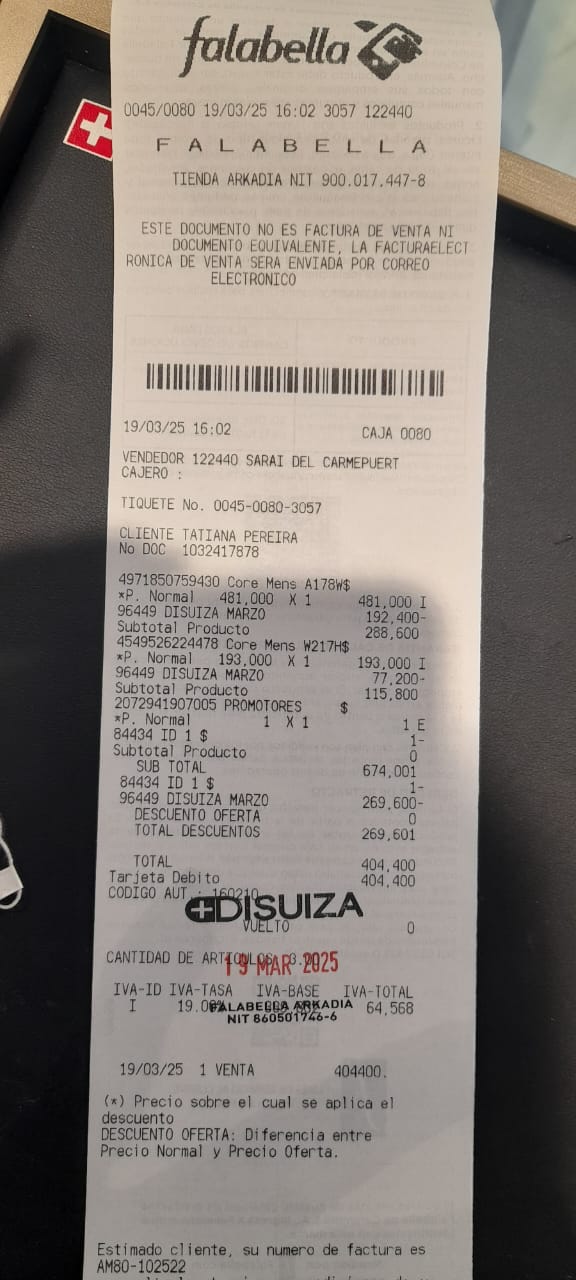 falabella
0045/0080 19/03/25 16:02 3057 122440
F A L A B E L L A
TIENDA ARKADIA NIT 900.017.447-8
ESTE DOCUMENTO NO ES FACTURA DE VENTA NI
DOCUMENTO EQUIVALENTE, LA FACTURAELECT
RONICA DE VENTA SERA ENVIADA POR CORREO
ELECTRONICO
19/03/25 16:02 CAJA 0080
VENDEDOR 122440 SARAI DEL CARMEPUERT
CAJERO :
TIQUETE No. 0045-0080-3057
CLIENTE TATIANA PEREIRA
No DOC 1032417878
4971850759430 Core Mens A178W$
*P. Normal 481,000 X 1 481,000 I
96449 DISUIZA MARZO 192,400-
Subtotal Producto 288,600
4549526224478 Core Mens W217H$
*P. Normal 193,000 X 1 193,000 I
96449 DISUIZA MARZO 77,200-
Subtotal Producto 115,800
2072941907005 PROMOTORES $
*P. Normal 1 X 1 1 E
84434 ID 1 $ 1-
Subtotal Producto 0
SUB TOTAL 674,001
84434 ID 1 $ 1-
96449 DISUIZA MARZO 269,600-
DESCUENTO OFERTA 0
TOTAL DESCUENTOS 269,601
TOTAL 404,400
Tarjeta Debito 404,400
CODIGO AUT : 160210
DISUIZA
VUELTO 0
CANTIDAD DE ARTICULOS
19 MAR 2025
IVA-ID IVA-TASA IVA-BASE IVA-TOTAL
I 19.00% 64,568
FALABELLA ARKADIA
NIT 860501746-6
19/03/25 1 VENTA 404400.
(*) Precio sobre el cual se aplica el
descuento
DESCUENTO OFERTA: Diferencia entre
Precio Normal y Precio Oferta.
Estimado cliente, su numero de factura es
AM80-102522